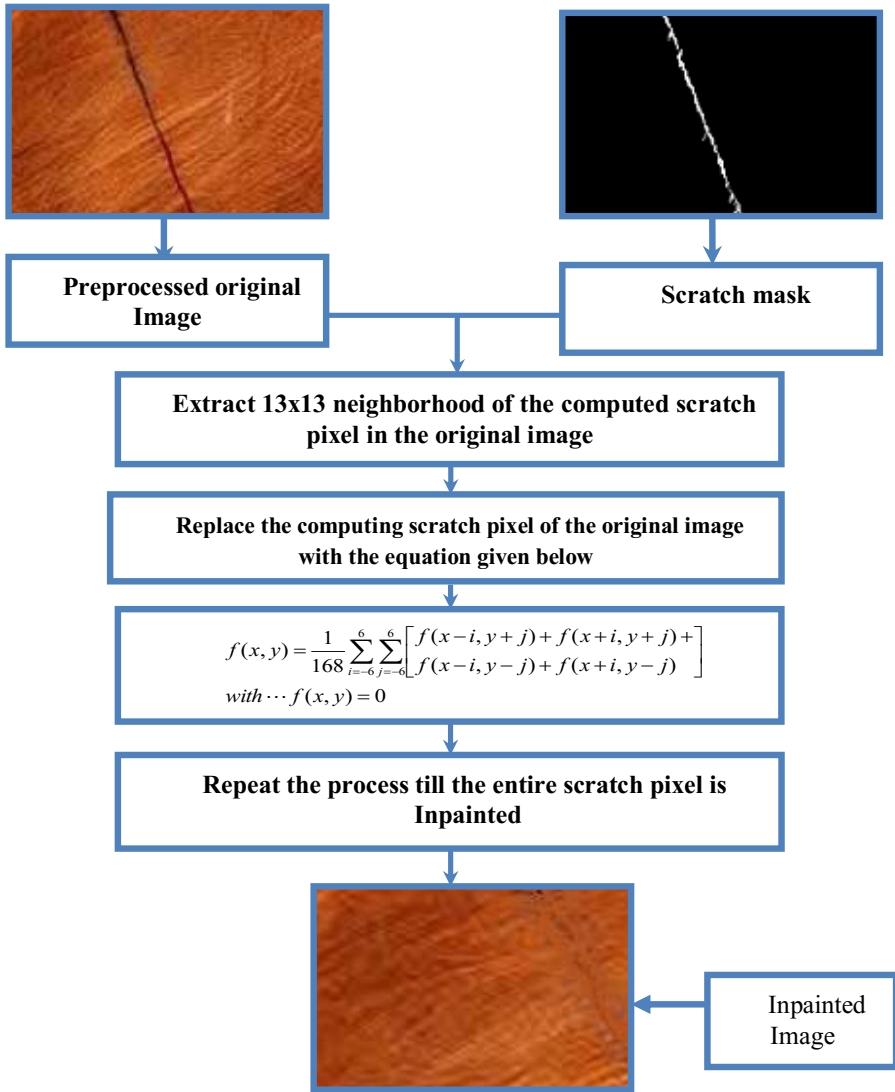 Preprocessed original
Image
Scratch mask
Extract 13x13 neighborhood of the computed scratch
pixel in the original image
Replace the computing scratch pixel of the original image
with the equation given below
f(x, y) = 1/168 ∑_{i=-6}^{6} ∑_{j=-6}^{6} [f(x-i, y+j) + f(x+i, y+j) +
f(x-i, y-j) + f(x+i, y-j)]
with⋯ f(x, y) = 0
Repeat the process till the entire scratch pixel is
Inpainted
Inpainted
Image